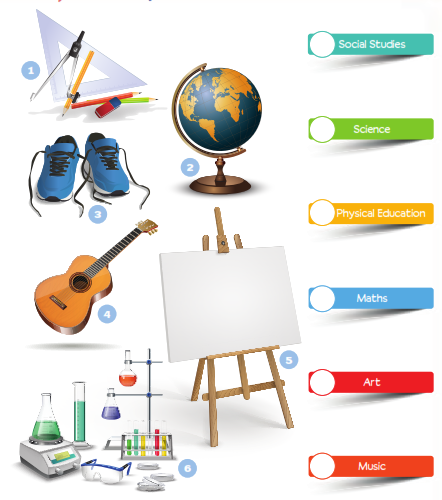 1
2
3
4
5
6
Social Studies
Science
Physical Education
Maths
Art
Music